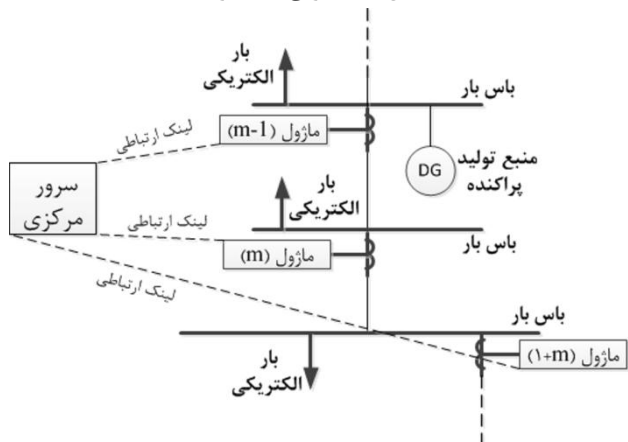 بار
الکتریکی
باس بار
ماژول (m-1)
لینک ارتباطی
منبع تولید
پراکنده
DG
سرور
مرکزی
بار
الکتریکی
لینک ارتباطی
باس بار
ماژول (m)
لینک ارتباطی
باس بار
بار
الکتریکی
ماژول (۱+m)